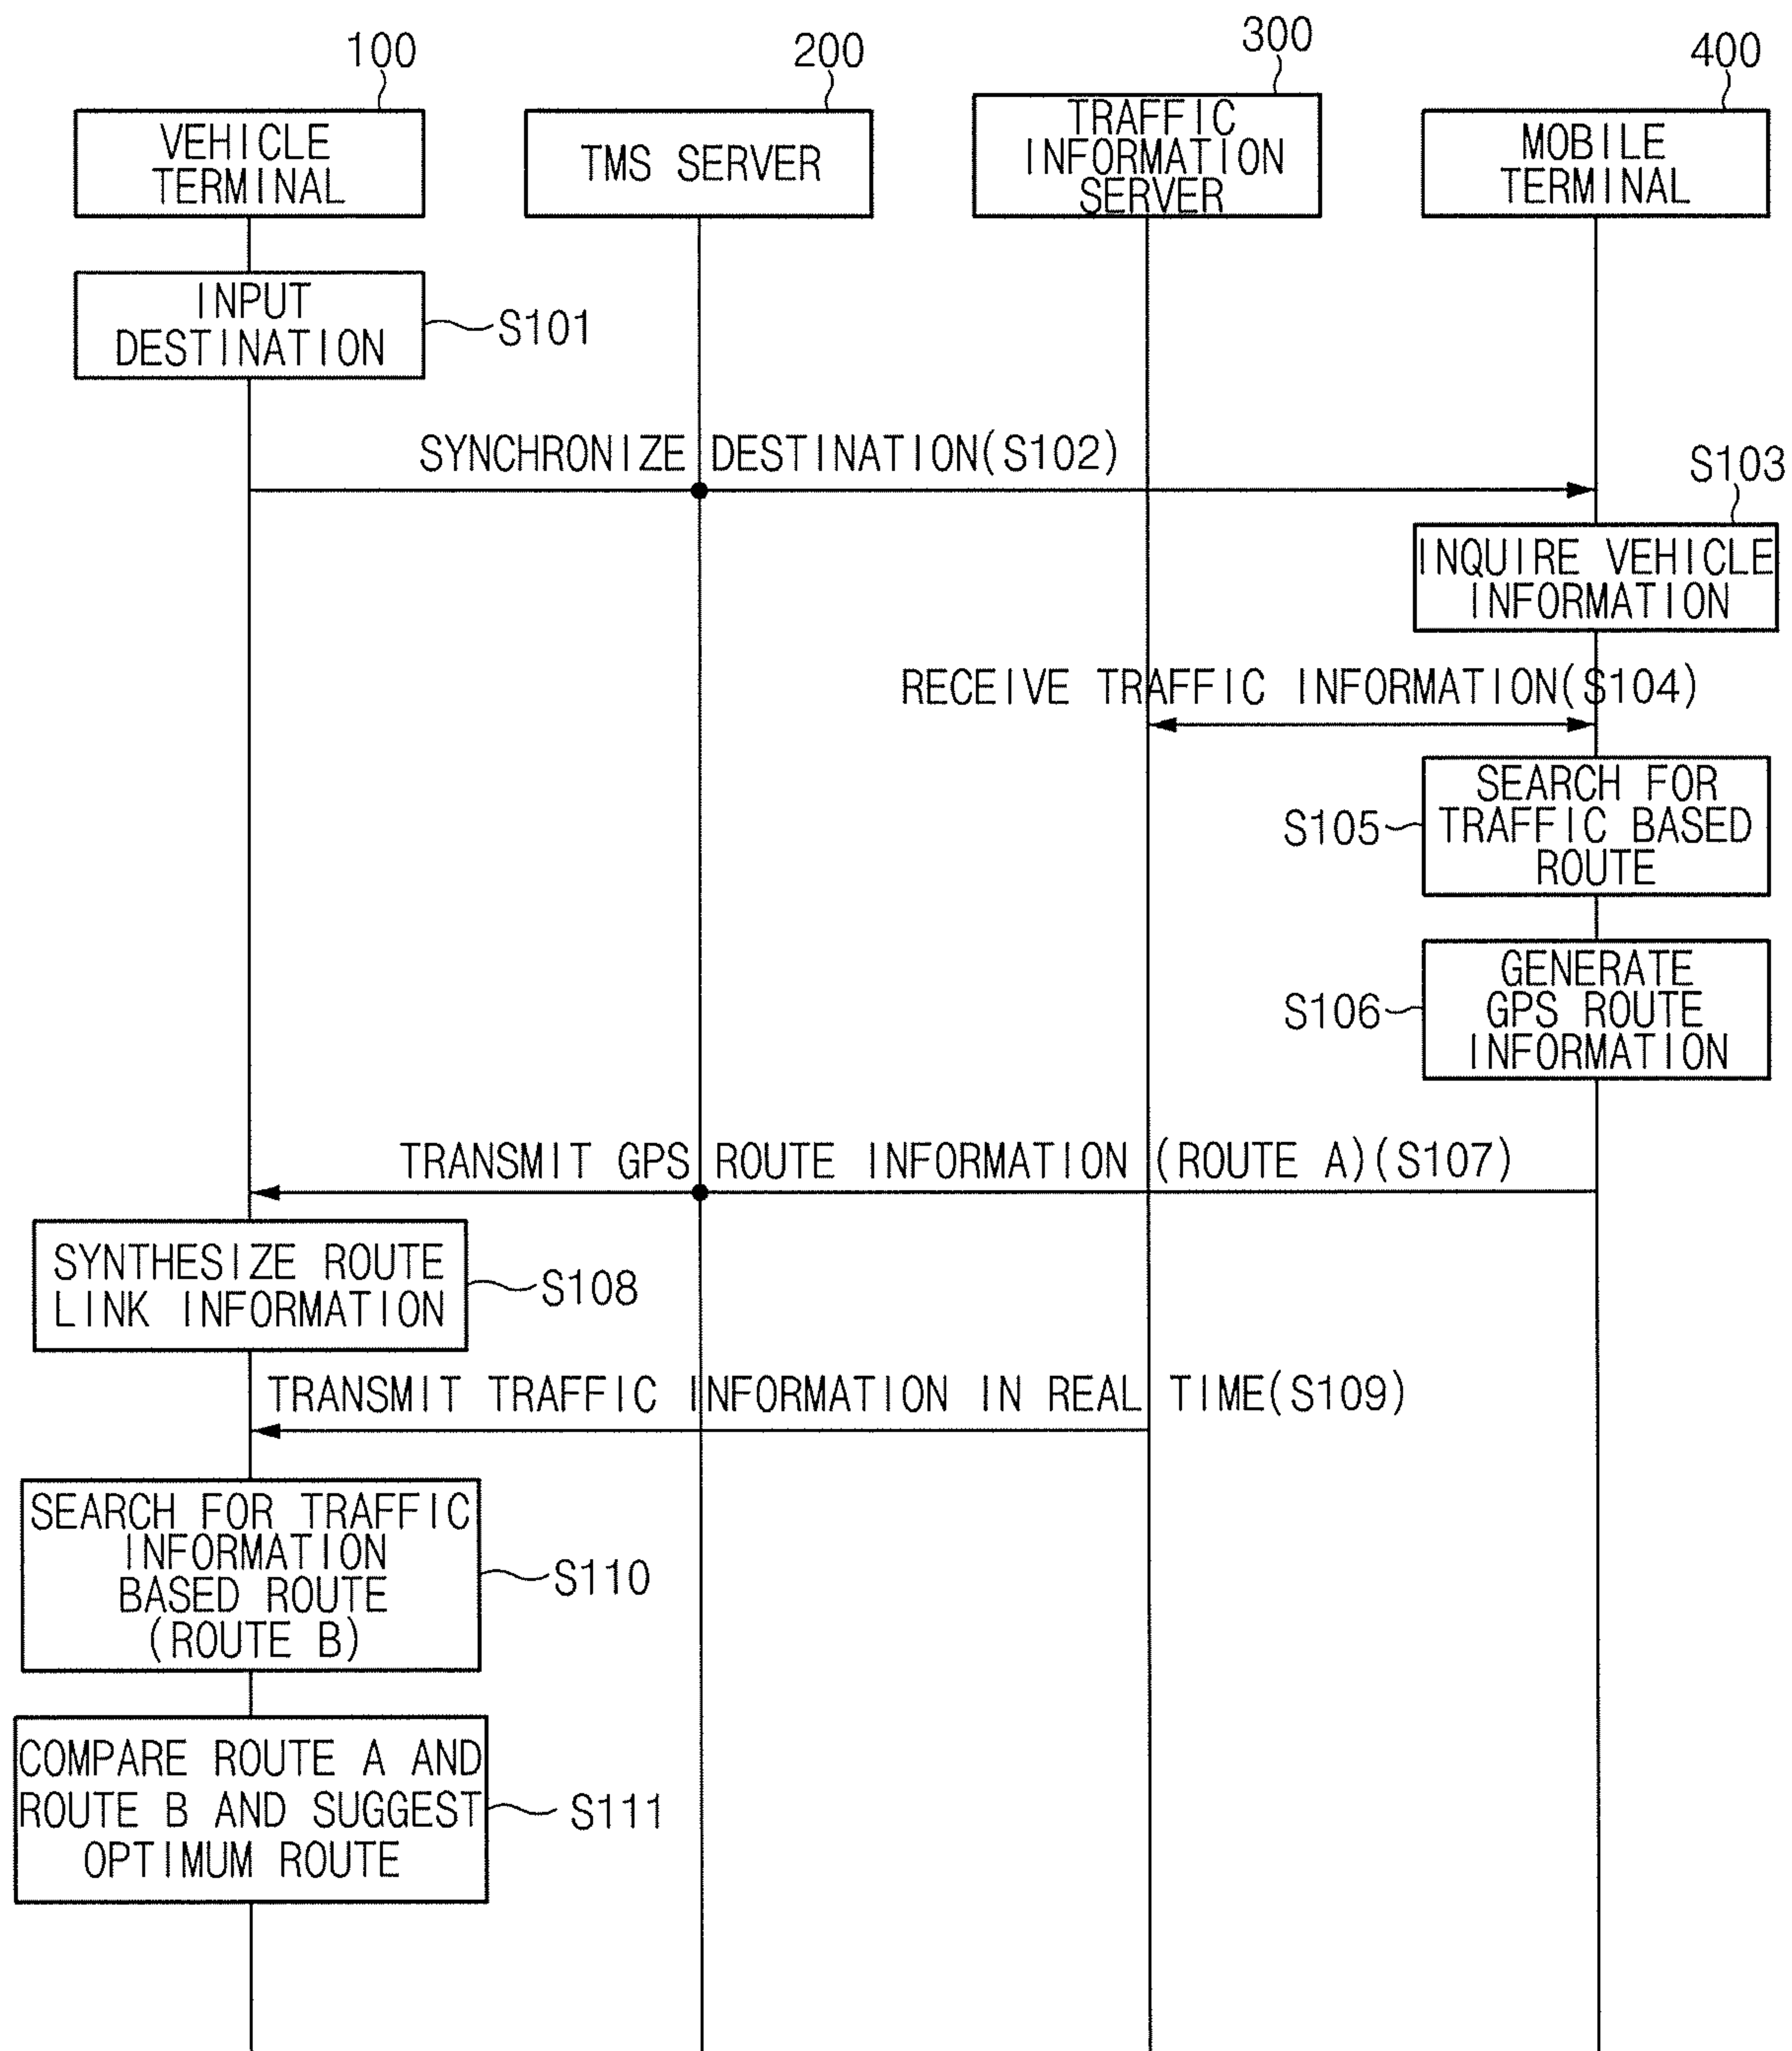 100
200
300
400
VEHICLE
TERMINAL
TMS SERVER
TRAFFIC
INFORMATION
SERVER
MOBILE
TERMINAL
INPUT
DESTINATION
S101
SYNCHRONIZE DESTINATION(S102)
S103
INQUIRE VEHICLE
INFORMATION
RECEIVE TRAFFIC INFORMATION(S104)
SEARCH FOR
TRAFFIC BASED
ROUTE
S105
GENERATE
GPS ROUTE
INFORMATION
S106
TRANSMIT GPS ROUTE INFORMATION (ROUTE A)(S107)
SYNTHESIZE ROUTE
LINK INFORMATION
S108
TRANSMIT TRAFFIC INFORMATION IN REAL TIME(S109)
SEARCH FOR TRAFFIC
INFORMATION
BASED ROUTE
(ROUTE B)
S110
COMPARE ROUTE A AND
ROUTE B AND SUGGEST
OPTIMUM ROUTE
S111